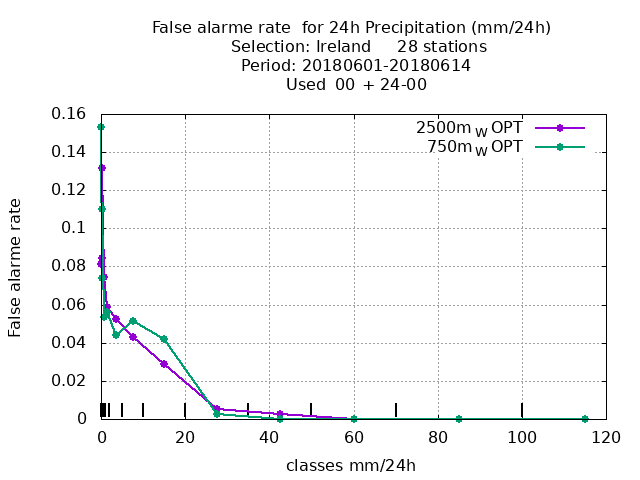 False alarme rate  for 24h Precipitation (mm/24h)
Selection: Ireland     28 stations
Period: 20180601-20180614
Used  00  + 24-00
2500m W OPT
750m W OPT
0.16
0.14
0.12
0.1
0.08
0.06
0.04
0.02
0
False alarme rate
0 20 40 60 80 100 120
classes mm/24h